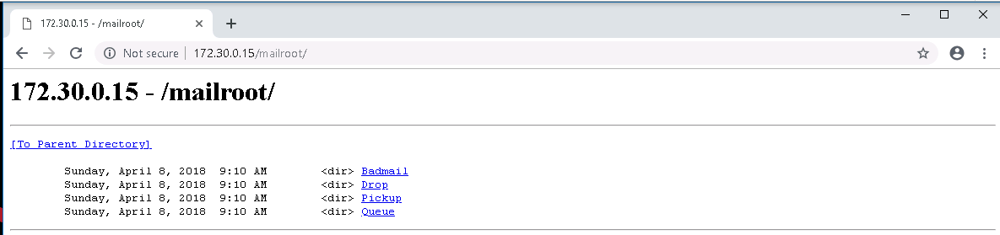 172.30.0.15 - /mailroot/
Not secure | 172.30.0.15/mailroot/
172.30.0.15 - /mailroot/
[To Parent Directory]
Sunday, April 8, 2018 9:10 AM <dir> Badmail
Sunday, April 8, 2018 9:10 AM <dir> Drop
Sunday, April 8, 2018 9:10 AM <dir> Pickup
Sunday, April 8, 2018 9:10 AM <dir> Queue